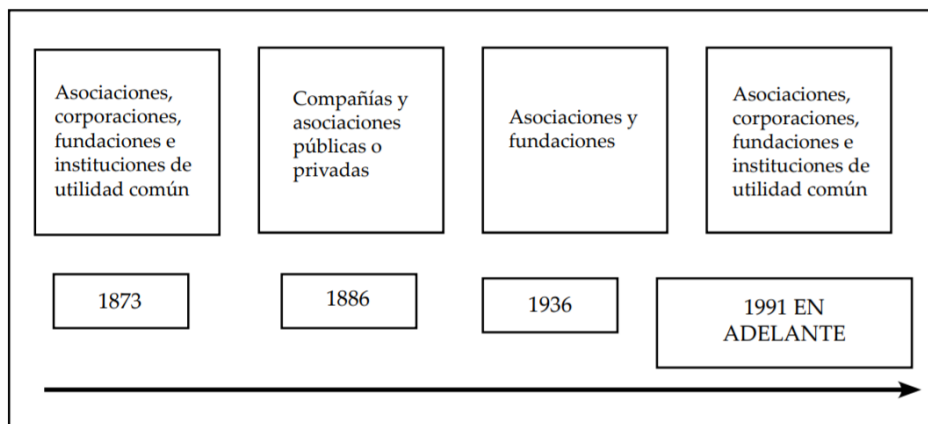 Asociaciones,
corporaciones,
fundaciones e
instituciones de
utilidad común
Compañías y
asociaciones
públicas o
privadas
Asociaciones y
fundaciones
Asociaciones,
corporaciones,
fundaciones e
instituciones de
utilidad común
1873
1886
1936
1991 EN
ADELANTE